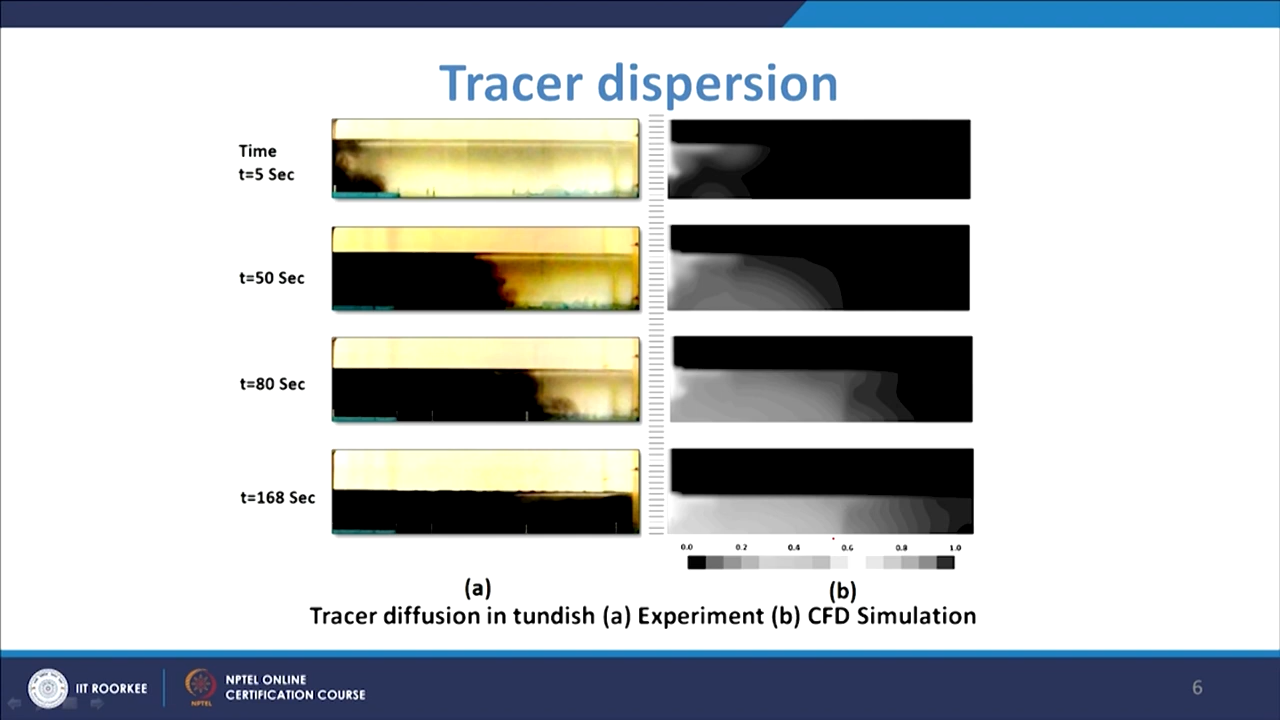 Tracer dispersion
Time
t=5 Sec
t=50 Sec
t=80 Sec
t=168 Sec
0.0 0.2 0.4 0.6 0.8 1.0
(a) (b)
Tracer diffusion in tundish (a) Experiment (b) CFD Simulation
IIT ROORKEE
NPTEL
NPTEL ONLINE
CERTIFICATION COURSE
6